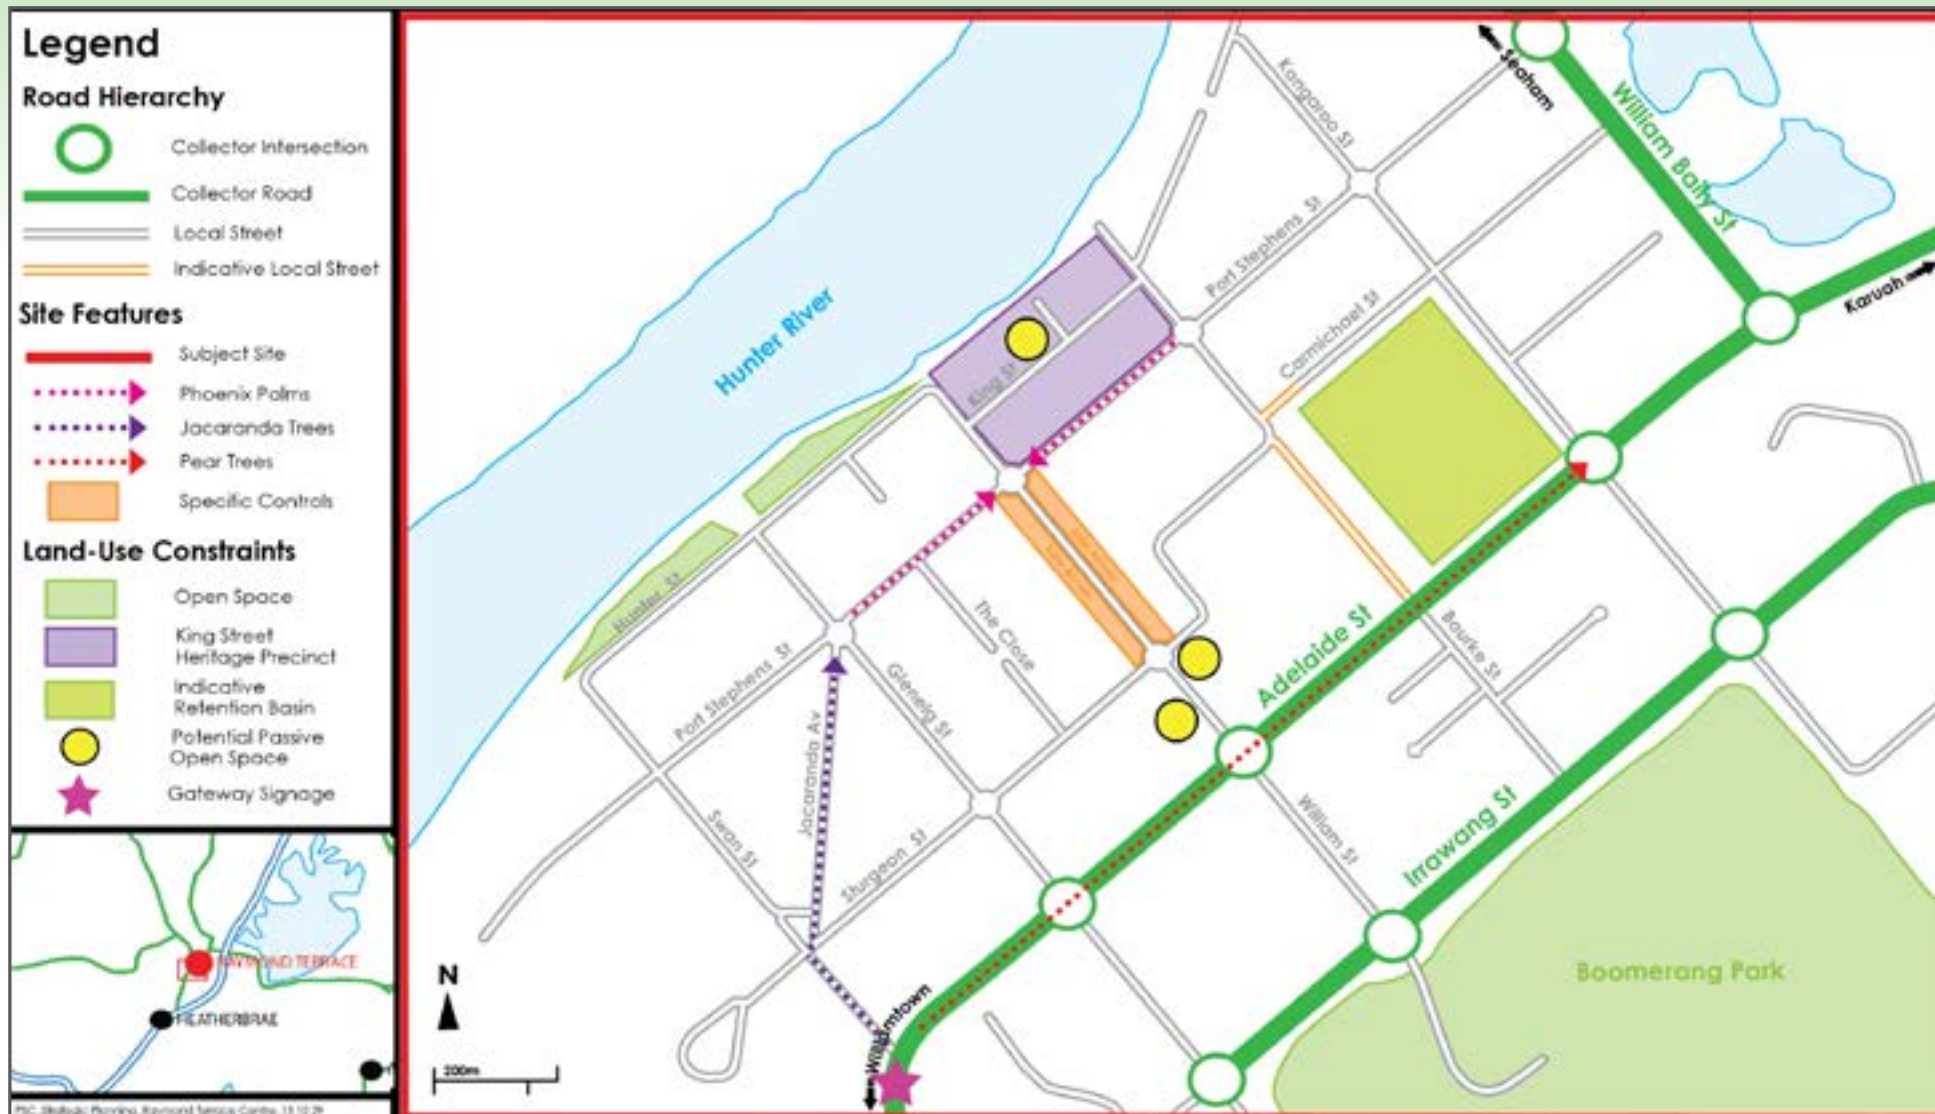 Legend
Road Hierarchy
Collector Intersection
Collector Road
Local Street
Indicative Local Street
Site Features
Subject Site
Phoenix Palms
Jacaranda Trees
Pear Trees
Specific Controls
Land-Use Constraints
Open Space
King Street
Heritage Precinct
Indicative
Retention Basin
Potential Passive
Open Space
Gateway Signage
RAYMOND TERRACE
HEATHERBRAE
Seaham
Kangaroo St
William Baily St
Port Stephens St
Karuah
Hunter River
Carmichael St
King St
Hunter St
The Close
Adelaide St
Bourke St
Port Stephens St
Glenelg St
Jacaranda Av
Swan St
Sturgeon St
William St
Irrawang St
Boomerang Park
N
200m